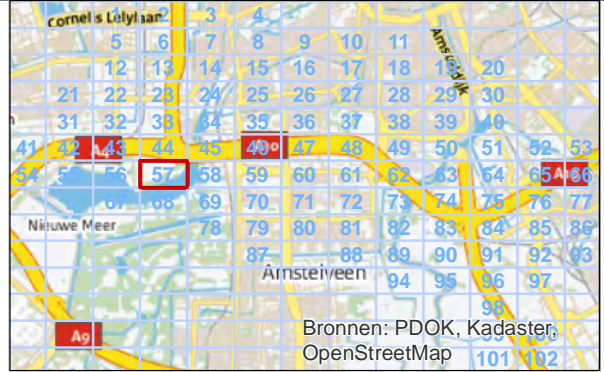 Cornelis Lelylaan 2 3 4
5 6 7 8 9 10 11
Amsteldijk
12 13 14 15 16 17 18 19 20
21 22 23 24 25 26 27 28 29 30
31 32 33 34 35 36 37 38 39 40
41 42 43 44 45 46 47 48 49 50 51 52 53
54 55 56 57 58 59 60 61 62 63 64 65 66
67 68 69 70 71 72 73 74 75 76 77
Nieuwe Meer
78 79 80 81 82 83 84 85 86
87 88 89 90 91 92 93
Amstelveen
94 95 96 97
98
A9
Bronnen: PDOK, Kadaster,
OpenStreetMap
101 102